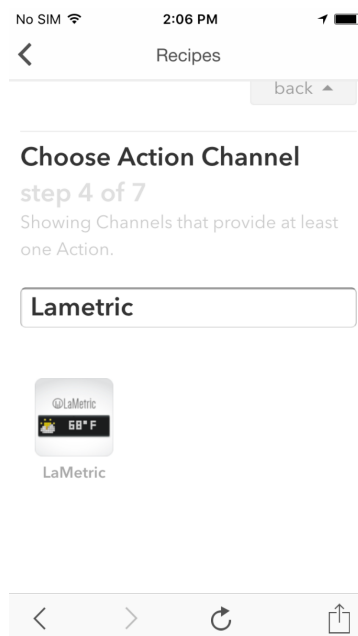 No SIM 2:06 PM
Recipes
back
Choose Action Channel
step 4 of 7
Showing Channels that provide at least
one Action.
Lametric
LaMetric
68°F
LaMetric